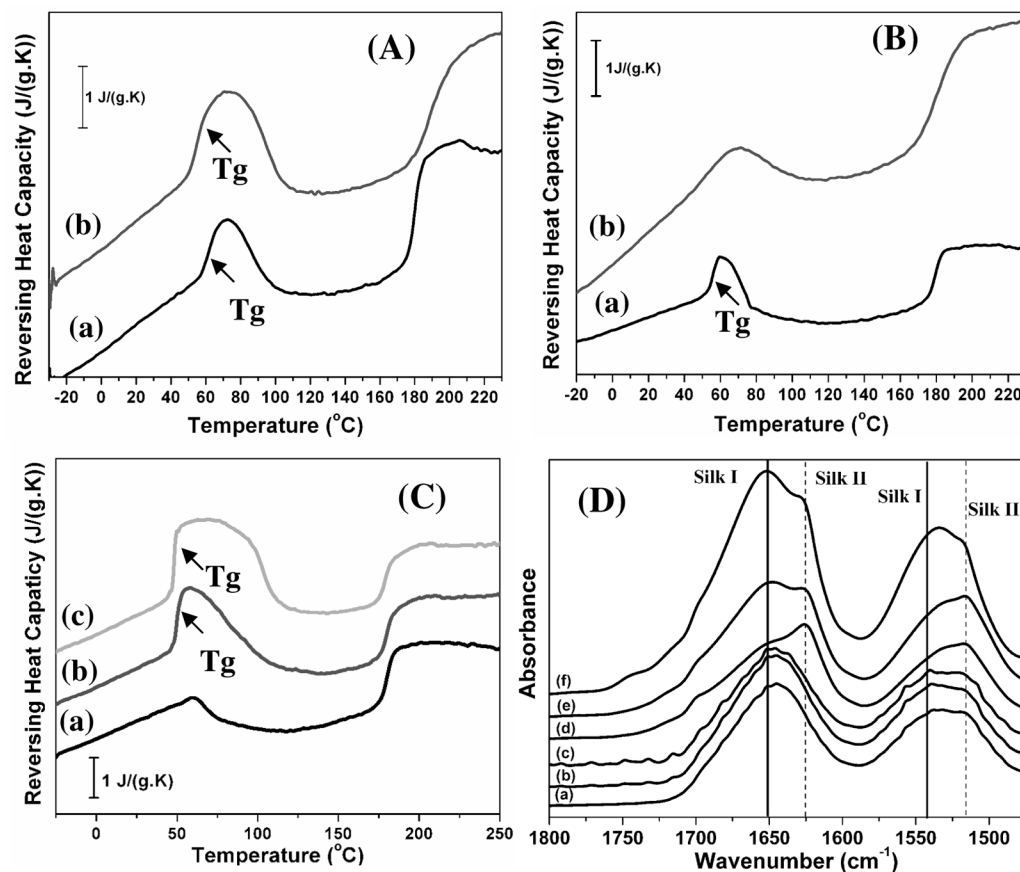 (A)
1 J/(g.K)
Tg
(b)
Tg
(a)
Reversing Heat Capacity (J/(g.K))
-20 0 20 40 60 80 100 120 140 160 180 200 220
Temperature (°C)
(B)
1J/(g.K)
(b)
(a)
Tg
Reversing Heat Capacity (J/(g.K))
-20 0 20 40 60 80 100 120 140 160 180 200 220
Temperature (°C)
(C)
Tg
(c)
(b)
Tg
(a)
1 J/(g.K)
Reversing Heat Capaticy (J/(g.K))
0 50 100 150 200 250
Temperature (°C)
(D)
Silk I
Silk II
Silk I
Silk II
(f)
(e)
(d)
(c)
(b)
(a)
Absorbance
1800 1750 1700 1650 1600 1550 1500
Wavenumber (cm⁻¹)